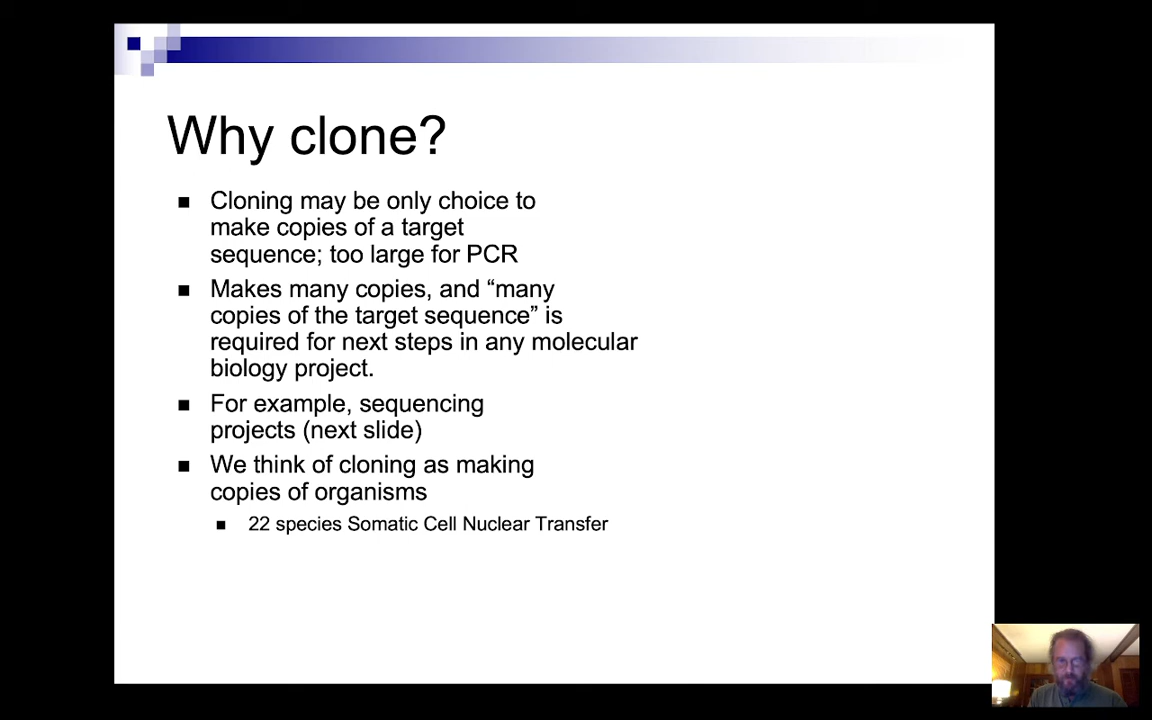 Why clone?
Cloning may be only choice to
make copies of a target
sequence; too large for PCR
Makes many copies, and “many
copies of the target sequence” is
required for next steps in any molecular
biology project.
For example, sequencing
projects (next slide)
We think of cloning as making
copies of organisms
22 species Somatic Cell Nuclear Transfer